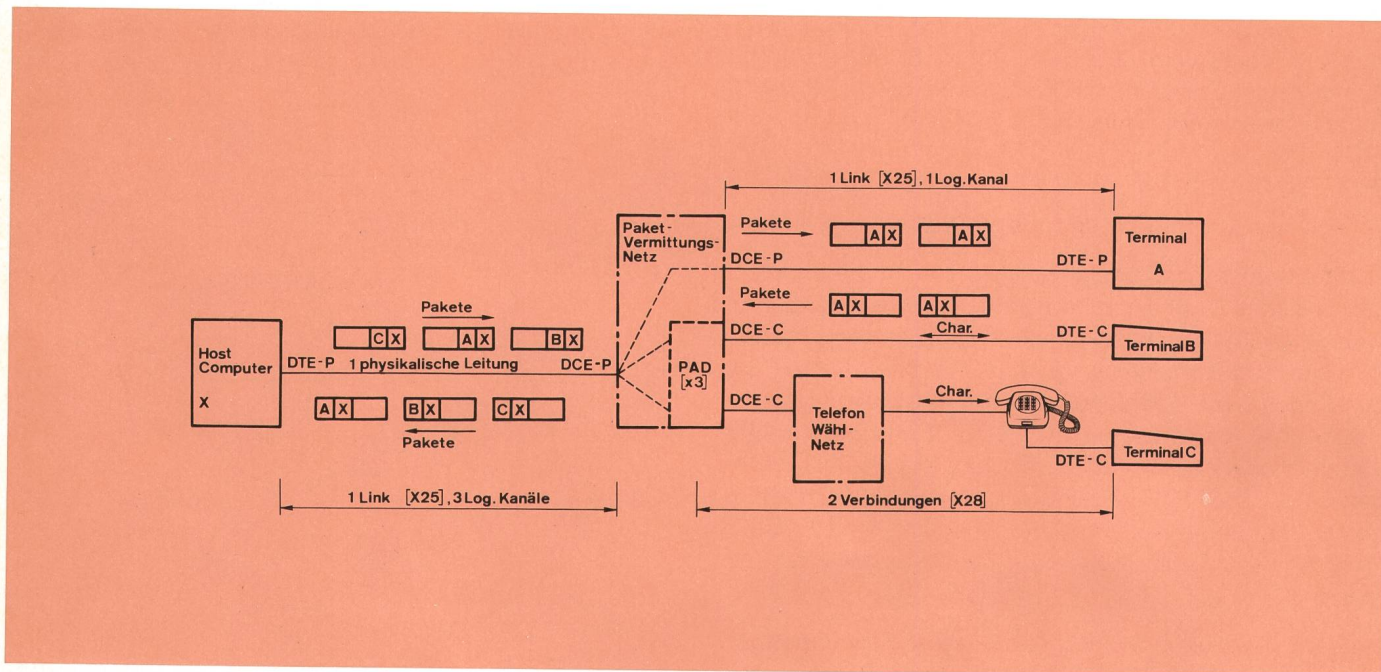 1 Link [X25], 1 Log. Kanal
Paket-
Vermittungs-
Netz
Pakete
A X
A X
Terminal
A
DCE-P
DTE-P
Pakete
A X
A X
DCE-C
Char.
DTE-C
Terminal B
Host
Computer
X
Pakete
C X
A X
B X
DTE-P
1 physikalische Leitung
DCE-P
A X
B X
C X
Pakete
PAD
[x3]
DCE-C
Telefon
Wähl-
Netz
Char.
DTE-C
Terminal C
1 Link [X25], 3 Log. Kanäle
2 Verbindungen [X28]